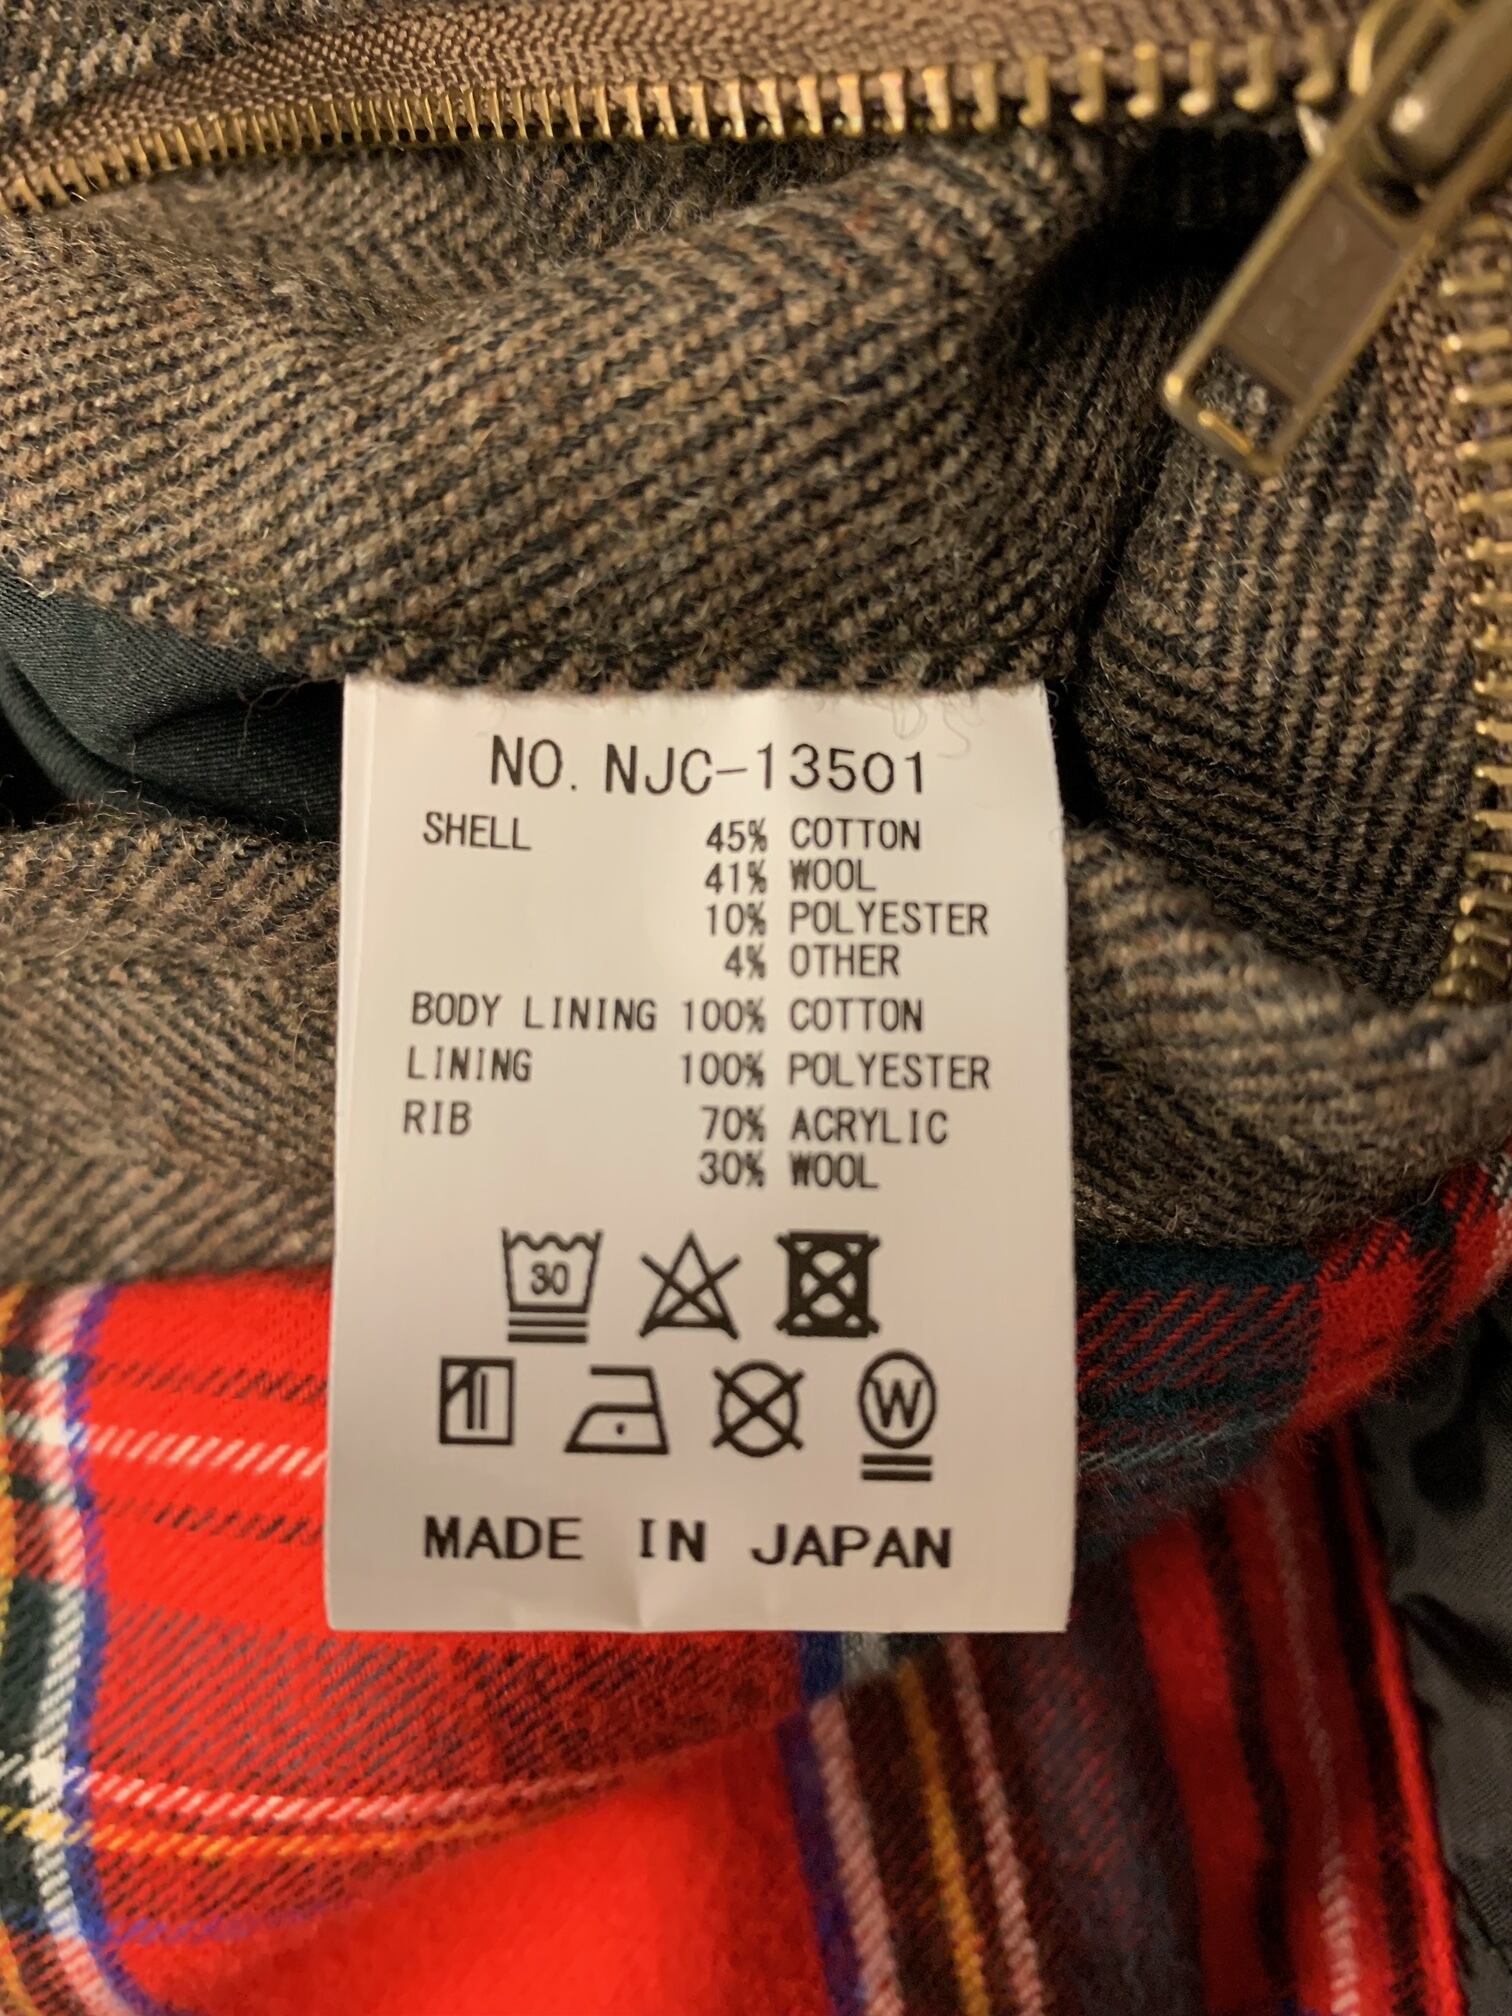 NO. NJC-13501
SHELL 45% COTTON
41% WOOL
10% POLYESTER
4% OTHER
BODY LINING 100% COTTON
LINING 100% POLYESTER
RIB 70% ACRYLIC
30% WOOL
30
W
MADE IN JAPAN